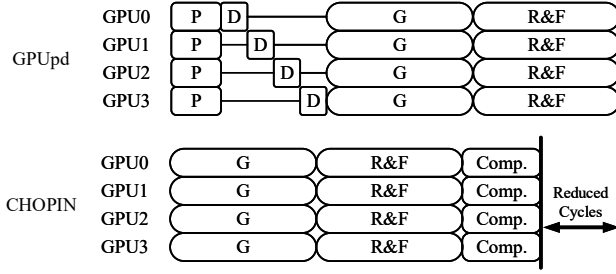 GPUpd
GPU0 P D G R&F
GPU1 P D G R&F
GPU2 P D G R&F
GPU3 P D G R&F
CHOPIN
GPU0 G R&F Comp.
GPU1 G R&F Comp.
GPU2 G R&F Comp.
GPU3 G R&F Comp.
Reduced
Cycles